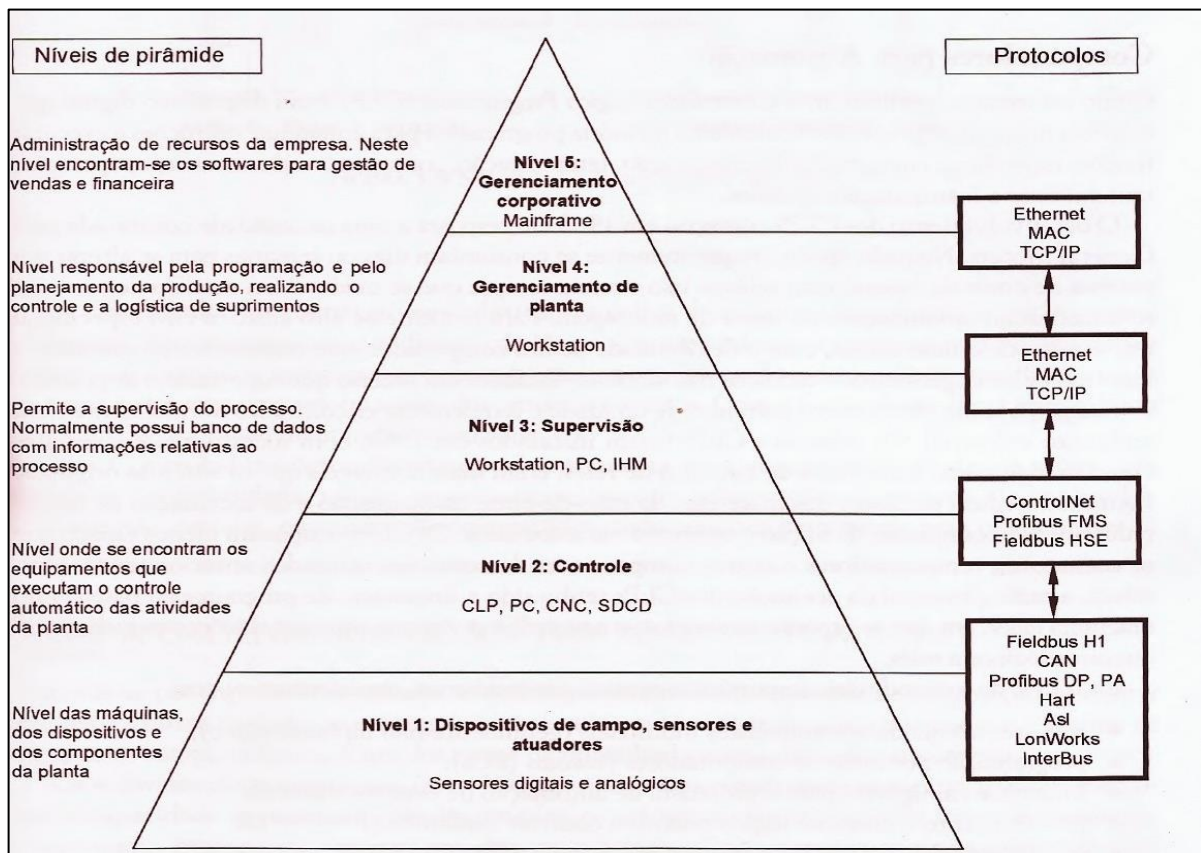 Níveis de pirâmide
Administração de recursos da empresa. Neste
nível encontram-se os softwares para gestão de
vendas e financeira
Nível responsável pela programação e pelo
planejamento da produção, realizando o
controle e a logística de suprimentos
Permite a supervisão do processo.
Normalmente possui banco de dados
com informações relativas ao
processo
Nível onde se encontram os
equipamentos que
executam o controle
automático das atividades
da planta
Nível das máquinas,
dos dispositivos e
dos componentes
da planta
Nível 5:
Gerenciamento
corporativo
Mainframe
Nível 4:
Gerenciamento de
planta
Workstation
Nível 3: Supervisão
Workstation, PC, IHM
Nível 2: Controle
CLP, PC, CNC, SDCD
Nível 1: Dispositivos de campo, sensores e
atuadores
Sensores digitais e analógicos
Protocolos
Ethernet
MAC
TCP/IP
Ethernet
MAC
TCP/IP
ControlNet
Profibus FMS
Fieldbus HSE
Fieldbus H1
CAN
Profibus DP, PA
Hart
AsI
LonWorks
InterBus